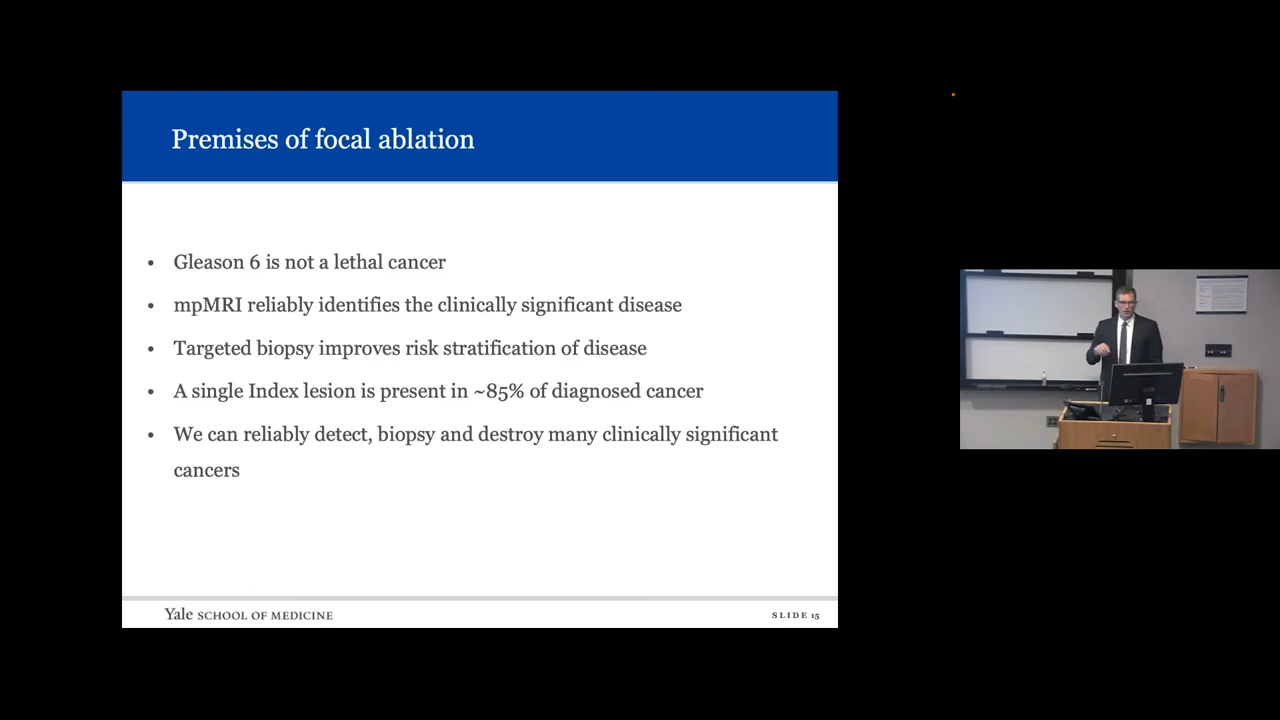 Premises of focal ablation
• Gleason 6 is not a lethal cancer
• mpMRI reliably identifies the clinically significant disease
• Targeted biopsy improves risk stratification of disease
• A single Index lesion is present in ~85% of diagnosed cancer
• We can reliably detect, biopsy and destroy many clinically significant
cancers
Yale SCHOOL OF MEDICINE
SLIDE 15